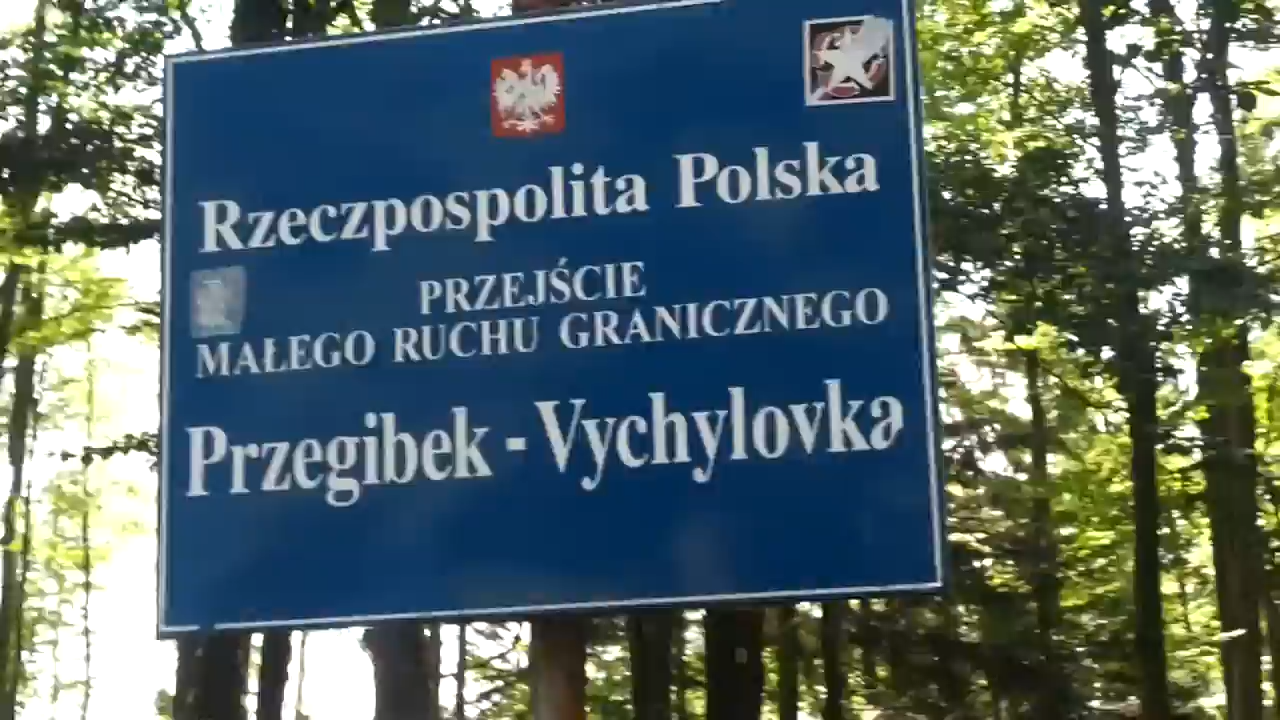 Rzeczpospolita Polska
PRZEJŚCIE
MAŁEGO RUCHU GRANICZNEGO
Przegibek - Vychylovka